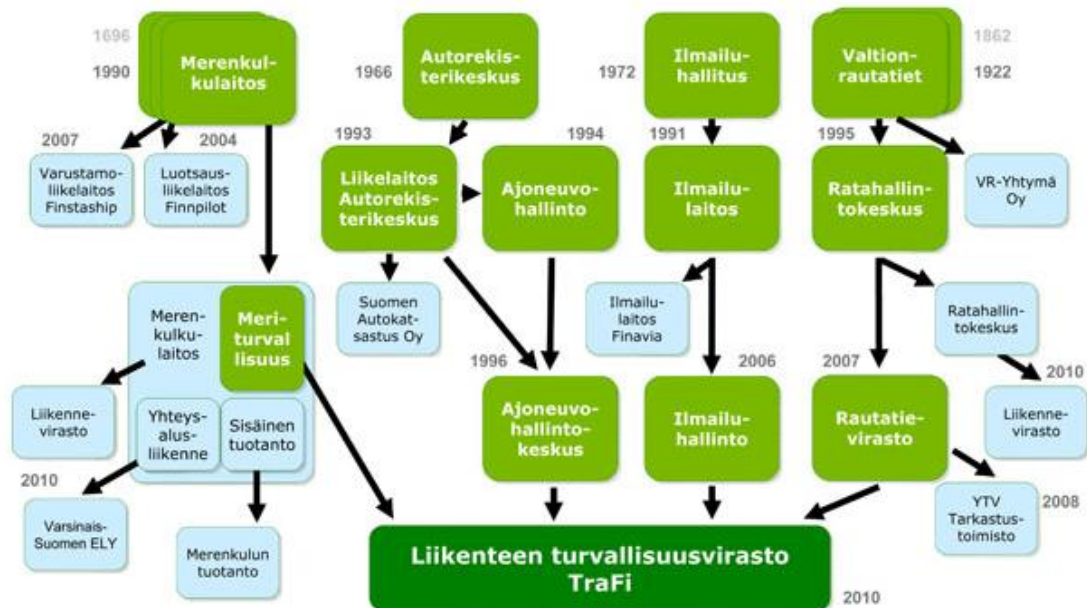 1696
1990
Merenkul-
kulaitos
1966
Autorekis-
terikeskus
1972
Ilmailu-
hallitus
Valtion-
rautatiet
1862
1922
2007
2004
Varustamo-
liikelaitos
Finstaship
Luotsaus-
liikelaitos
Finnpilot
1993
Liikelaitos
Autorekis-
terikeskus
1994
Ajoneuvo-
hallinto
1991
Ilmailu-
laitos
1995
Ratahallin-
tokeskus
VR-Yhtymä
Oy
Meren-
kulku-
laitos
Meri-
turval
lisuus
Suomen
Autokat-
sastus Oy
Ilmailu-
laitos
Finavia
Ratahallin-
tokeskus
Liikenne-
virasto
Yhteys-
alus-
liikenne
Sisäinen
tuotanto
1996
Ajoneuvo-
hallinto-
keskus
2006
Ilmailu-
hallinto
2007
Rautatie-
virasto
2010
Liikenne-
virasto
2010
Varsinais-
Suomen ELY
Merenkulun
tuotanto
YTV
Tarkastus-
toimisto
2008
Liikenteen turvallisuusvirasto
TraFi
2010